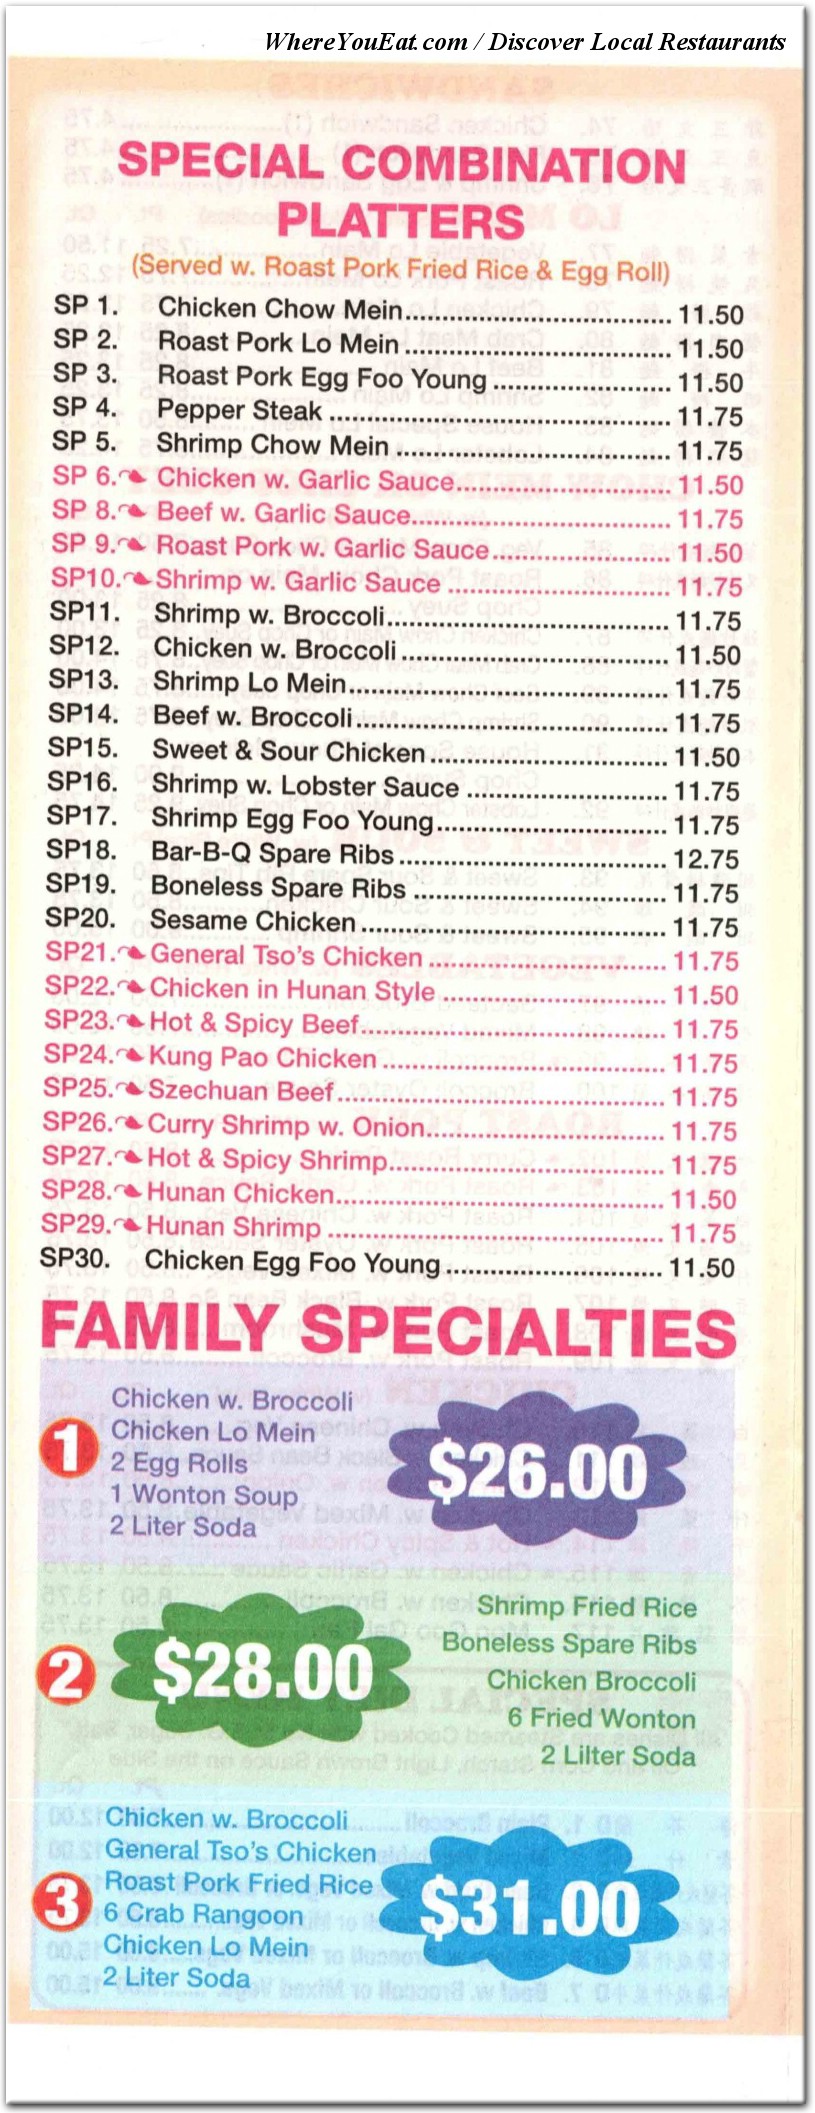 WhereYouEat.com / Discover Local Restaurants
SPECIAL COMBINATION
PLATTERS
(Served w. Roast Pork Fried Rice & Egg Roll)
SP 1. Chicken Chow Mein 11.50
SP 2. Roast Pork Lo Mein 11.50
SP 3. Roast Pork Egg Foo Young 11.50
SP 4. Pepper Steak 11.75
SP 5. Shrimp Chow Mein 11.75
SP 6. Chicken w. Garlic Sauce 11.50
SP 8. Beef w. Garlic Sauce 11.75
SP 9. Roast Pork w. Garlic Sauce 11.50
SP10. Shrimp w. Garlic Sauce 11.75
SP11. Shrimp w. Broccoli 11.75
SP12. Chicken w. Broccoli 11.50
SP13. Shrimp Lo Mein 11.75
SP14. Beef w. Broccoli 11.75
SP15. Sweet & Sour Chicken 11.50
SP16. Shrimp w. Lobster Sauce 11.75
SP17. Shrimp Egg Foo Young 11.75
SP18. Bar-B-Q Spare Ribs 12.75
SP19. Boneless Spare Ribs 11.75
SP20. Sesame Chicken 11.75
SP21. General Tso's Chicken 11.75
SP22. Chicken in Hunan Style 11.50
SP23. Hot & Spicy Beef 11.75
SP24. Kung Pao Chicken 11.75
SP25. Szechuan Beef 11.75
SP26. Curry Shrimp w. Onion 11.75
SP27. Hot & Spicy Shrimp 11.75
SP28. Hunan Chicken 11.50
SP29. Hunan Shrimp 11.75
SP30. Chicken Egg Foo Young 11.50
FAMILY SPECIALTIES
1
Chicken w. Broccoli
Chicken Lo Mein
2 Egg Rolls
1 Wonton Soup
2 Liter Soda
$26.00
2
$28.00
Shrimp Fried Rice
Boneless Spare Ribs
Chicken Broccoli
6 Fried Wonton
2 Lilter Soda
3
Chicken w. Broccoli
General Tso's Chicken
Roast Pork Fried Rice
6 Crab Rangoon
Chicken Lo Mein
2 Liter Soda
$31.00